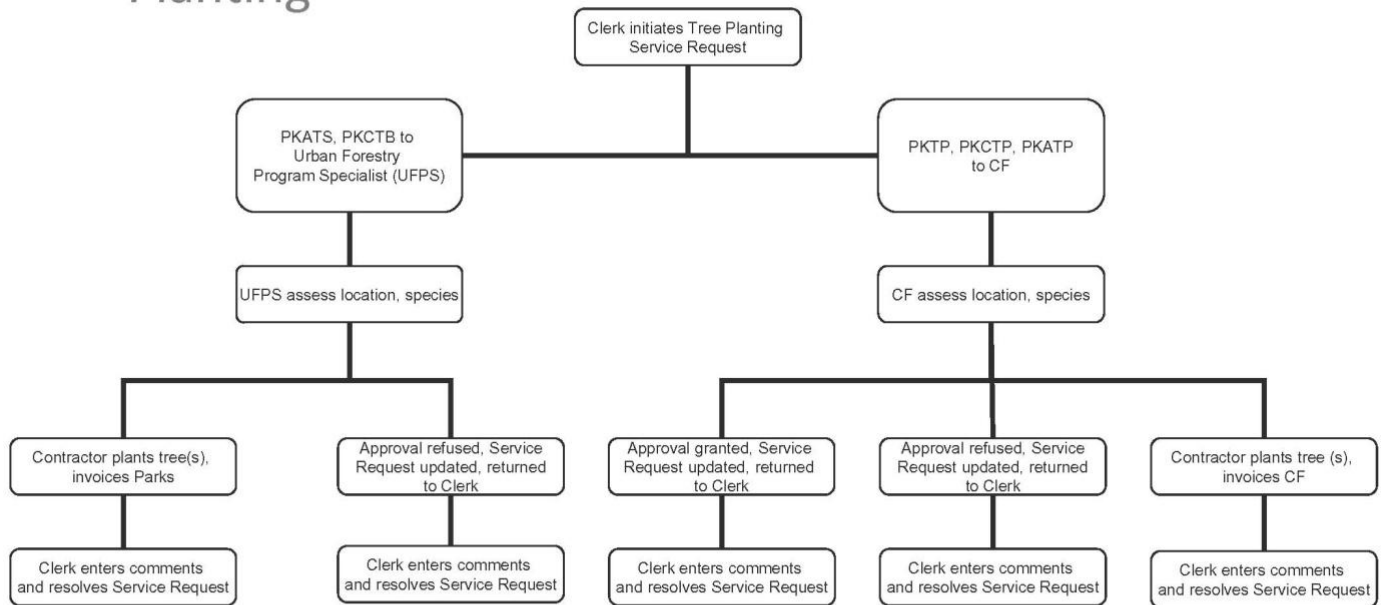 Planting
Clerk initiates Tree Planting
Service Request
PKATS, PKCTB to
Urban Forestry
Program Specialist (UFPS)
PKTP, PKCTP, PKATP
to CF
UFPS assess location, species
CF assess location, species
Contractor plants tree(s),
invoices Parks
Approval refused, Service
Request updated, returned
to Clerk
Approval granted, Service
Request updated, returned
to Clerk
Approval refused, Service
Request updated, returned
to Clerk
Contractor plants tree (s),
invoices CF
Clerk enters comments
and resolves Service Request
Clerk enters comments
and resolves Service Request
Clerk enters comments
and resolves Service Request
Clerk enters comments
and resolves Service Request
Clerk enters comments
and resolves Service Request